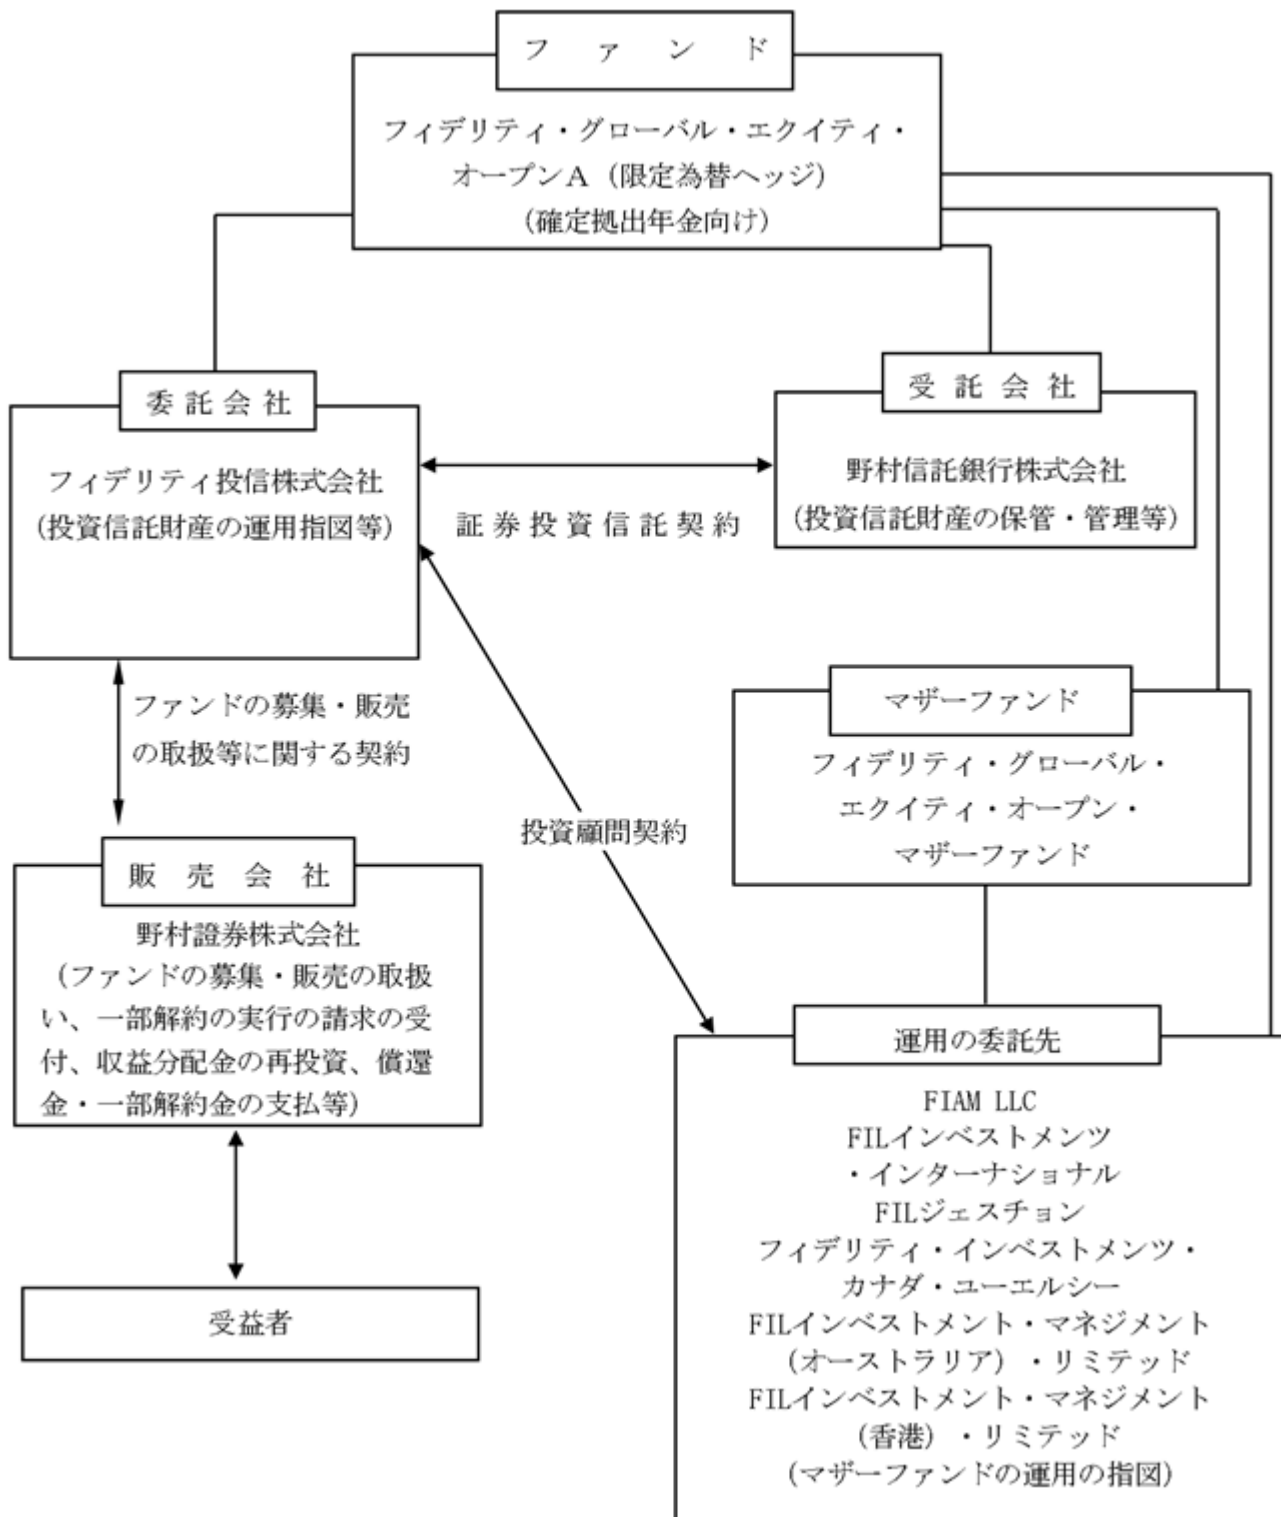 ファンド
フィデリティ・グローバル・エクイティ・
オープンA（限定為替ヘッジ）
（確定拠出年金向け）
委託会社
フィデリティ投信株式会社
（投資信託財産の運用指図等）
証券投資信託契約
受託会社
野村信託銀行株式会社
（投資信託財産の保管・管理等）
ファンドの募集・販売
の取扱等に関する契約
投資顧問契約
マザーファンド
フィデリティ・グローバル・
エクイティ・オープン・
マザーファンド
販売会社
野村證券株式会社
（ファンドの募集・販売の取扱
い、一部解約の実行の請求の受
付、収益分配金の再投資、償還
金・一部解約金の支払等）
受益者
運用の委託先
FIAM LLC
FILインベストメンツ
・インターナショナル
FILジェスチョン
フィデリティ・インベストメンツ・
カナダ・ユーエルシー
FILインベストメント・マネジメント
（オーストラリア）・リミテッド
FILインベストメント・マネジメント
（香港）・リミテッド
（マザーファンドの運用の指図）